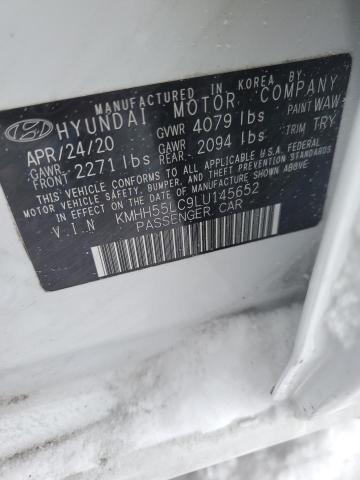 MANUFACTURED IN KOREA BY
HYUNDAI MOTOR COMPANY
APR/24/20 GVWR 4079 lbs PAINT WAW
GAWR FRONT 2271 lbs GAWR REAR 2094 lbs TRIM TRY
THIS VEHICLE CONFORMS TO ALL APPLICABLE U.S.A. FEDERAL
MOTOR VEHICLE SAFETY, BUMPER, AND THEFT PREVENTION
STANDARDS IN EFFECT ON THE DATE OF MANUFACTURE SHOWN ABOVE.
V.I.N KMHH55LC9LU145652
PASSENGER CAR